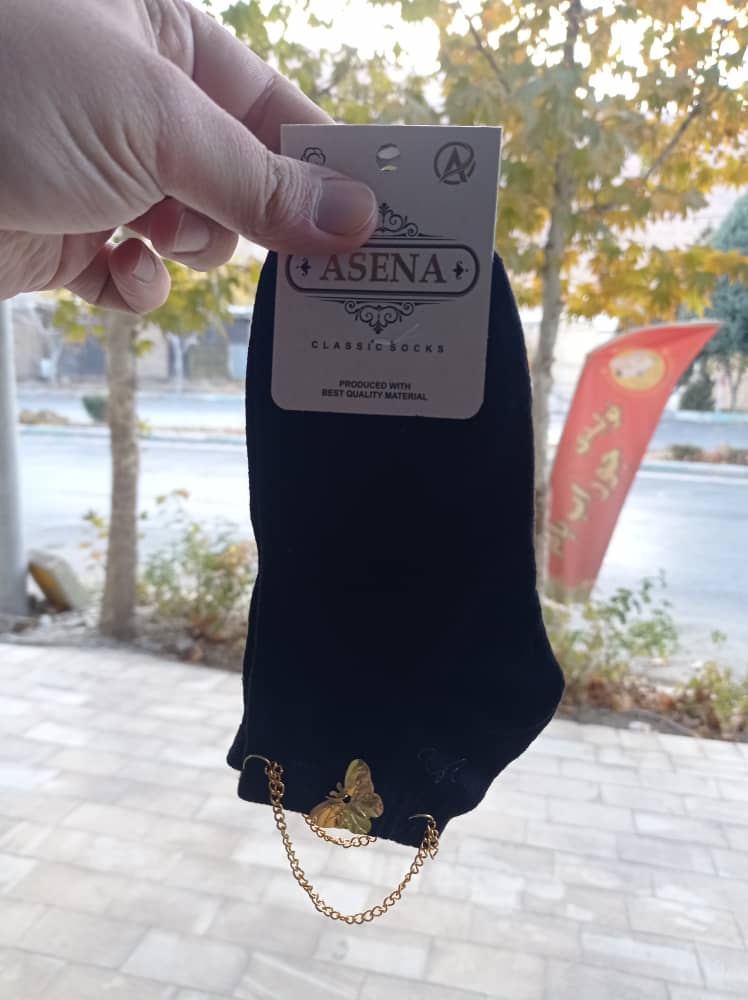 ASENA
CLASSIC SOCKS
PRODUCED WITH
BEST QUALITY MATERIAL